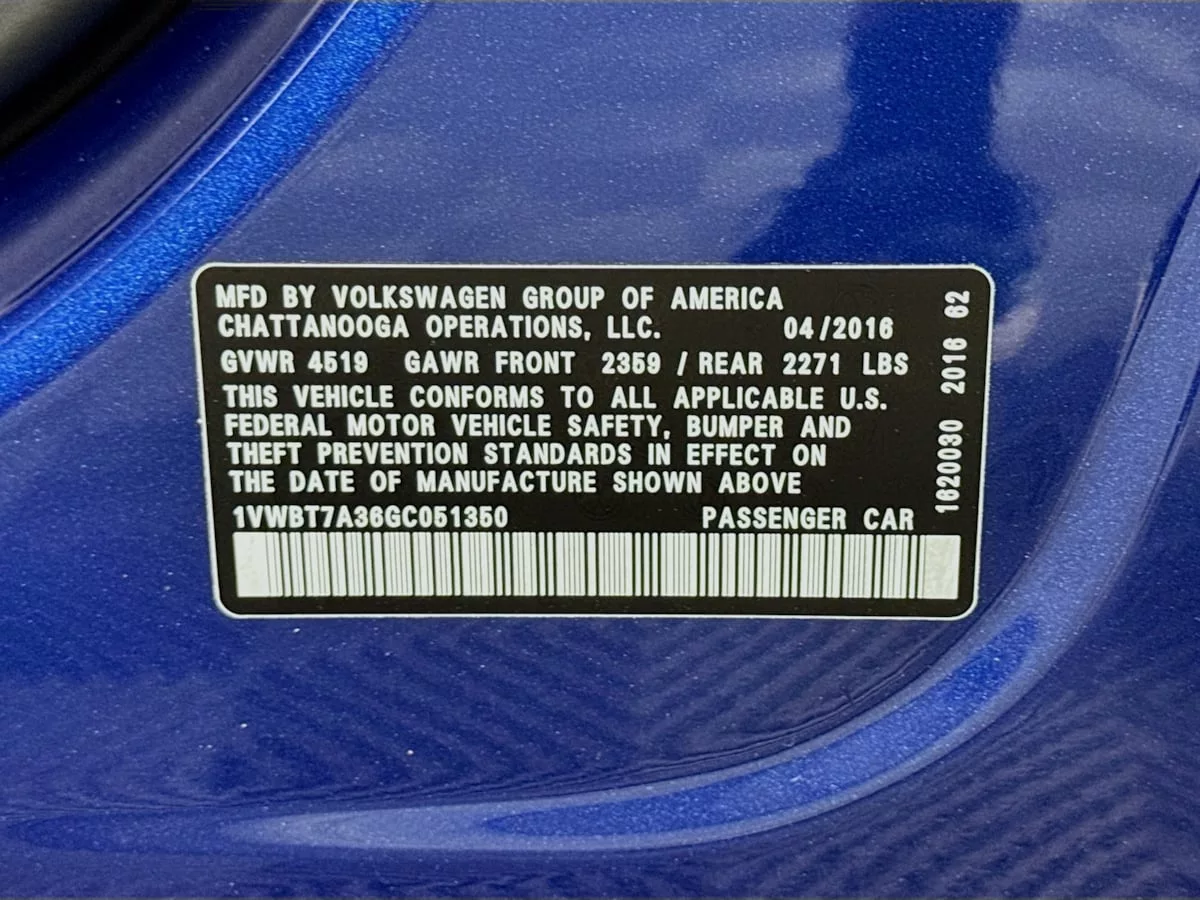 MFD BY VOLKSWAGEN GROUP OF AMERICA
CHATTANOOGA OPERATIONS, LLC. 04/2016
GVWR 4519 GAWR FRONT 2359 / REAR 2271 LBS
THIS VEHICLE CONFORMS TO ALL APPLICABLE U.S.
FEDERAL MOTOR VEHICLE SAFETY, BUMPER AND
THEFT PREVENTION STANDARDS IN EFFECT ON
THE DATE OF MANUFACTURE SHOWN ABOVE
1VWBT7A36GC051350 PASSENGER CAR
1620030 2016 62